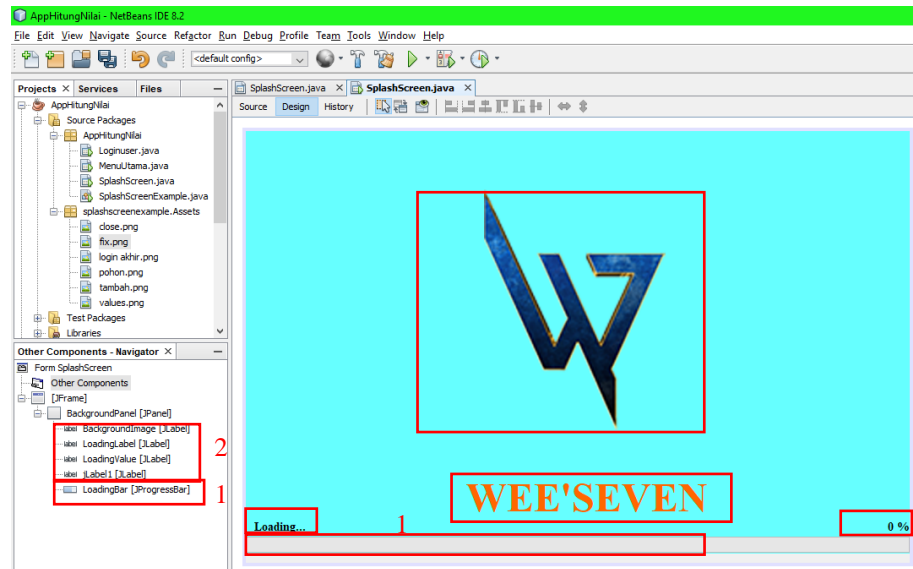 AppHitungNilai - NetBeans IDE 8.2
File Edit View Navigate Source Refactor Run Debug Profile Team Tools Window Help
<default config>
Projects × Services Files
SplashScreen.java × SplashScreen.java ×
Source Design History
AppHitungNilai
Source Packages
AppHitungNilai
Loginuser.java
MenuUtama.java
SplashScreen.java
SplashScreenExample.java
splashscreenexample.Assets
close.png
fix.png
login akhir.png
pohon.png
tambah.png
values.png
Test Packages
Libraries
Other Components - Navigator ×
Form SplashScreen
Other Components
[JFrame]
BackgroundPanel [JPanel]
label BackgroundImage [JLabel]
label LoadingLabel [JLabel]
label LoadingValue [JLabel]
label jLabel1 [JLabel]
LoadingBar [JProgressBar]
2
1
WEE'SEVEN
Loading...
1
0 %